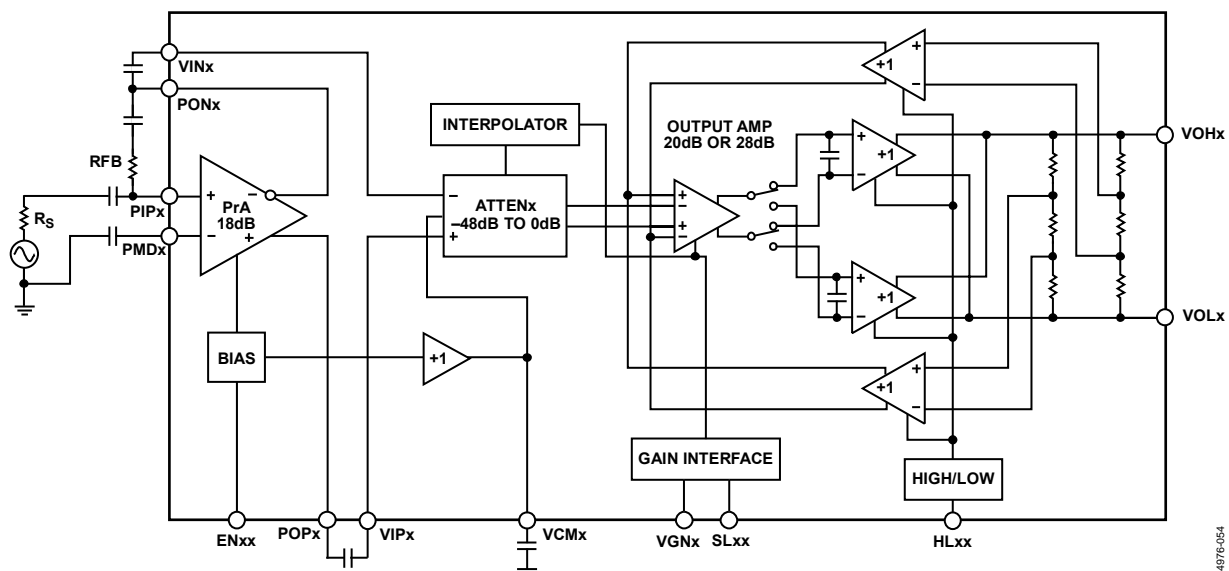 VINx
PONx
RFB
RS
PIPx
PMDx
+
−
PrA
18dB
−
+
BIAS
+1
INTERPOLATOR
−
ATTENx
−48dB TO 0dB
+
OUTPUT AMP
20dB OR 28dB
+
−
+
−
+1
+
−
+
−
+1
+
−
+1
+1
+
−
VOHx
VOLx
GAIN INTERFACE
HIGH/LOW
ENxx
POPx
VIPx
VCMx
VGNx
SLxx
HLxx
4976-054